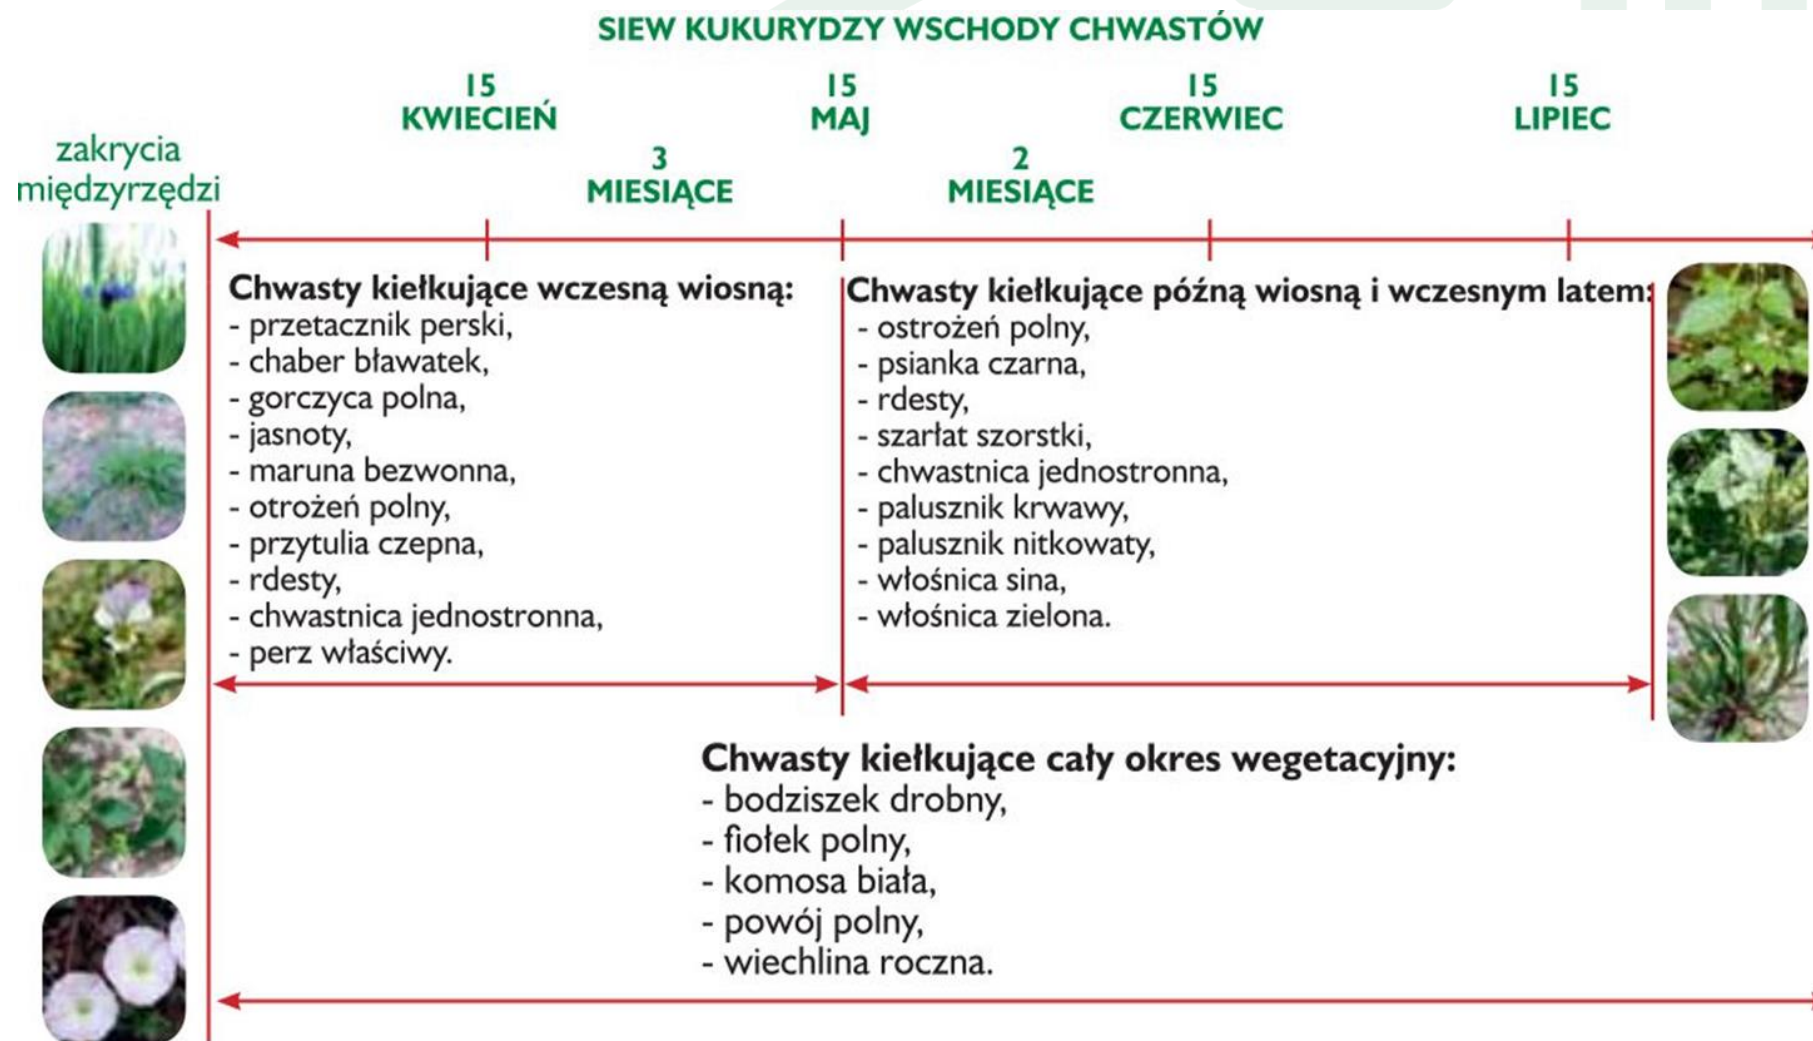 SIEW KUKURYDZY WSCHODY CHWASTÓW
15
KWIECIEŃ
15
MAJ
15
CZERWIEC
15
LIPIEC
3
MIESIĄCE
2
MIESIĄCE
zakrycia
międzyrzędzi
Chwasty kiełkujące wczesną wiosną:
- przetacznik perski,
- chaber bławatek,
- gorczyca polna,
- jasnoty,
- maruna bezwonna,
- otrożeń polny,
- przytulia czepna,
- rdesty,
- chwastnica jednostronna,
- perz właściwy.
Chwasty kiełkujące późną wiosną i wczesnym latem:
- ostrożeń polny,
- psianka czarna,
- rdesty,
- szarłat szorstki,
- chwastnica jednostronna,
- palusznik krwawy,
- palusznik nitkowaty,
- włośnica sina,
- włośnica zielona.
Chwasty kiełkujące cały okres wegetacyjny:
- bodziszek drobny,
- fiołek polny,
- komosa biała,
- powój polny,
- wiechlina roczna.